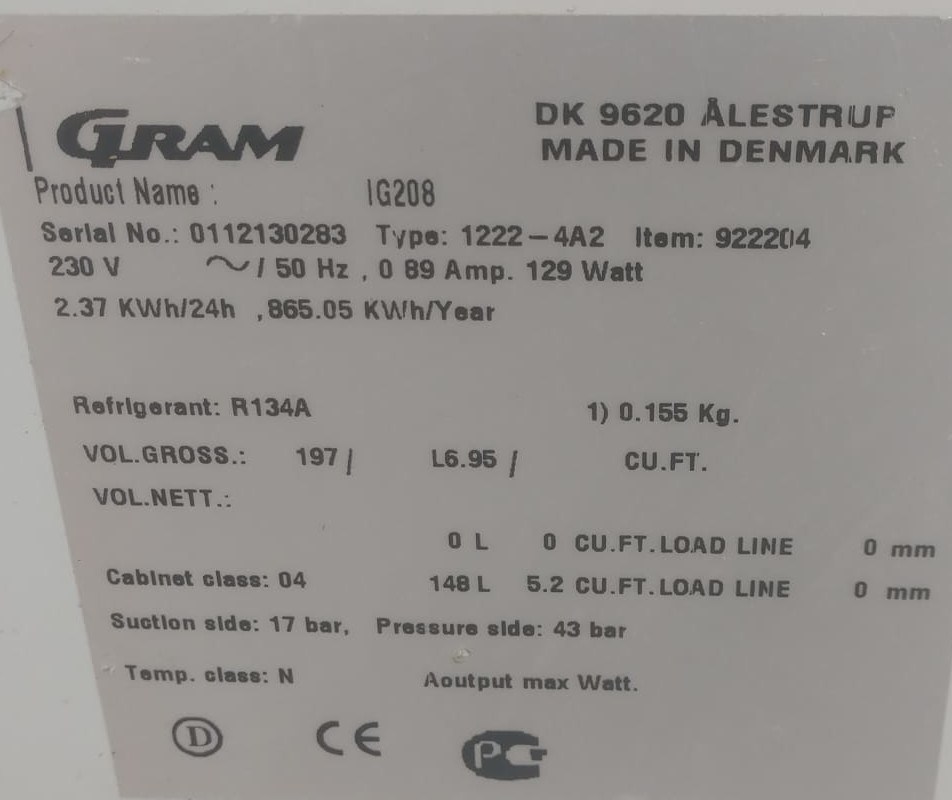 GRAM
DK 9620 ÅLESTRUP
MADE IN DENMARK
Product Name : IG208
Serial No.: 0112130283 Type: 1222-4A2 Item: 922204
230 V ~/ 50 Hz , 0 89 Amp. 129 Watt
2.37 KWh/24h ,865.05 KWh/Year
Refrigerant: R134A 1) 0.155 Kg.
VOL.GROSS.: 197 / L6.95 / CU.FT.
VOL.NETT.:
0 L 0 CU.FT.LOAD LINE 0 mm
Cabinet class: 04 148 L 5.2 CU.FT.LOAD LINE 0 mm
Suction side: 17 bar, Pressure side: 43 bar
Temp. class: N Aoutput max Watt.
D CE PG